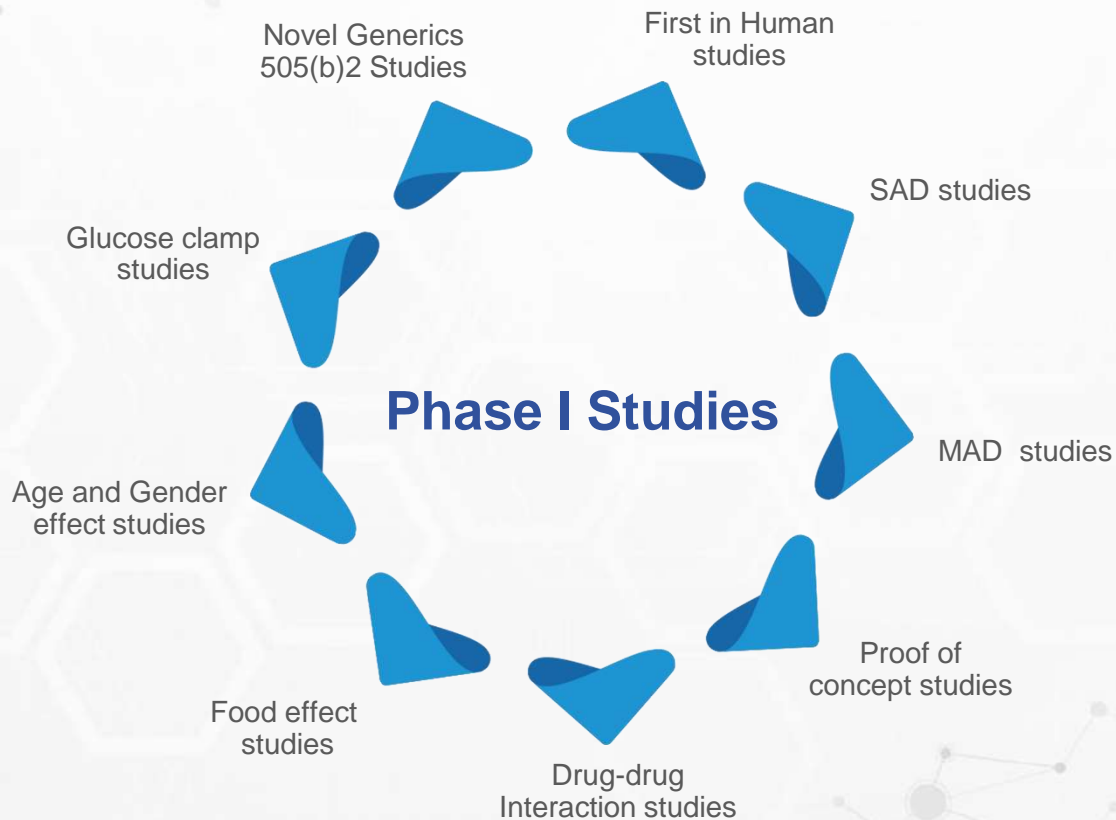 Novel Generics
505(b)2 Studies
First in Human
studies
SAD studies
Glucose clamp
studies
Phase I Studies
MAD  studies
Age and Gender
effect studies
Proof of
concept studies
Food effect
studies
Drug-drug
Interaction studies